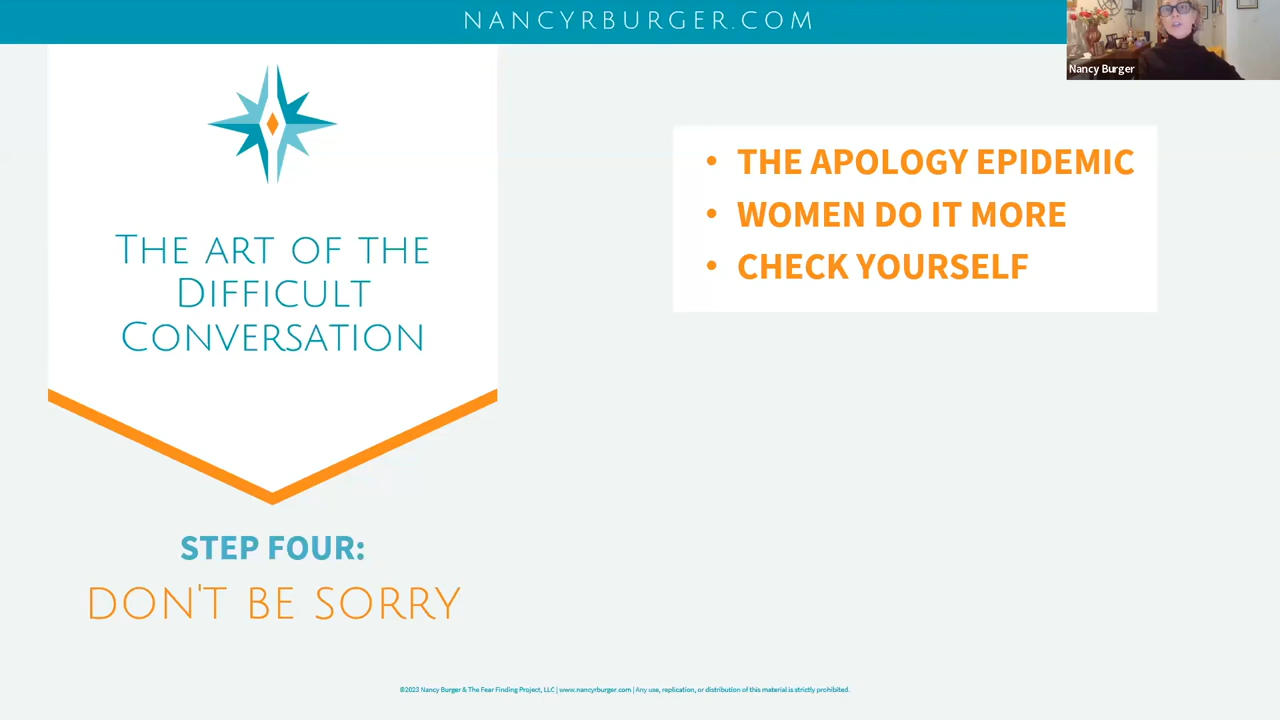 NANCYRBURGER.COM
Nancy Burger
THE ART OF THE
DIFFICULT
CONVERSATION
• THE APOLOGY EPIDEMIC
• WOMEN DO IT MORE
• CHECK YOURSELF
STEP FOUR:
DON'T BE SORRY
©2023 Nancy Burger & The Fear Finding Project, LLC | www.nancyrburger.com | Any use, replication, or distribution of this material is strictly prohibited.